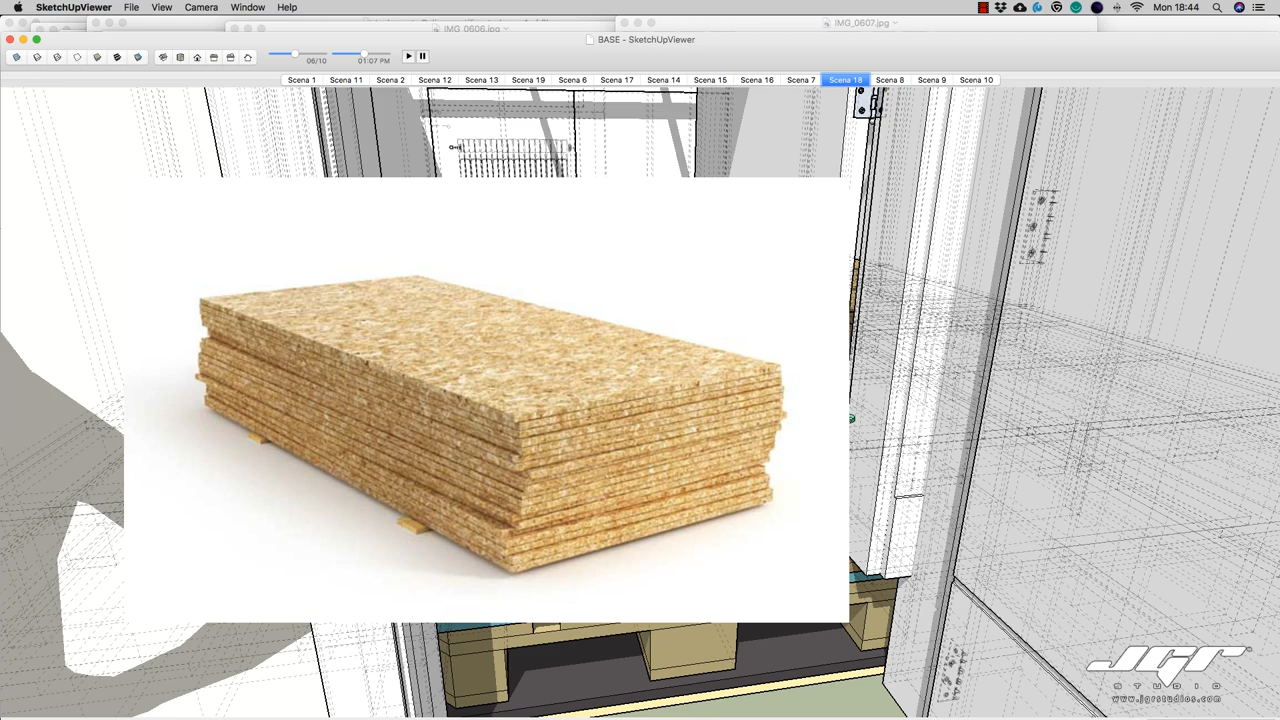 SketchUpViewer File View Camera Window Help Mon 18:44
IMG_0606.jpg IMG_0607.jpg
BASE - SketchUpViewer
06/10 01:07 PM
Scena 1 Scena 11 Scena 2 Scena 12 Scena 13 Scena 19 Scena 6 Scena 17 Scena 14 Scena 15 Scena 16 Scena 7 Scena 18 Scena 8 Scena 9 Scena 10
JGR
STUDIO
www.jgrstudios.com